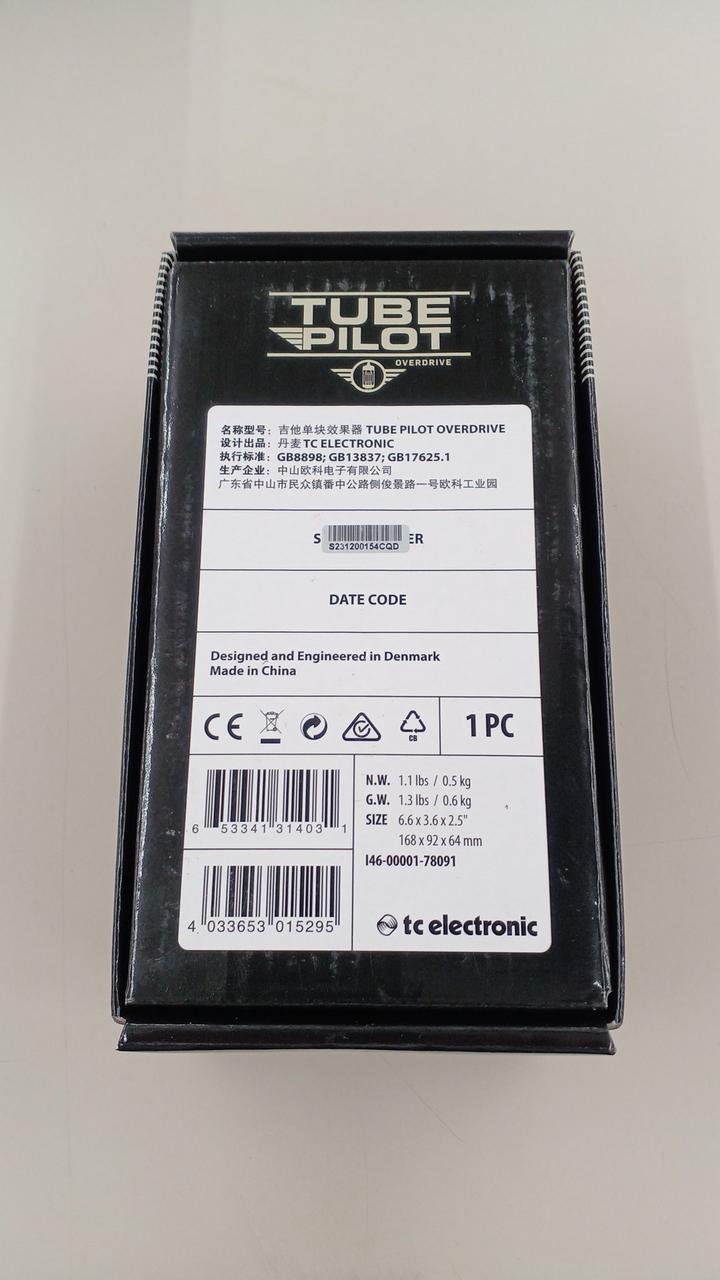 TUBE
PILOT
OVERDRIVE
名称型号：吉他单块效果器 TUBE PILOT OVERDRIVE
设计出品：丹麦 TC ELECTRONIC
执行标准：GB8898; GB13837; GB17625.1
生产企业：中山欧科电子有限公司
广东省中山市民众镇番中公路侧俊景路一号欧科工业园
S ER
S231200154CQD
DATE CODE
Designed and Engineered in Denmark
Made in China
CE
CB
1 PC
6 53341 31403 1
4 033653 015295
N.W. 1.1 lbs / 0.5 kg
G.W. 1.3 lbs / 0.6 kg
SIZE 6.6 x 3.6 x 2.5"
168 x 92 x 64 mm
I46-00001-78091
tc electronic